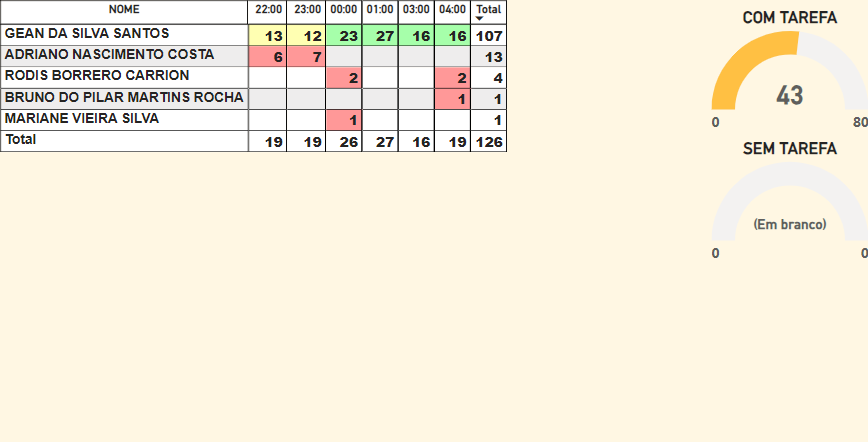 NOME 22:00 23:00 00:00 01:00 03:00 04:00 Total
GEAN DA SILVA SANTOS 13 12 23 27 16 16 107
ADRIANO NASCIMENTO COSTA 6 7 13
RODIS BORRERO CARRION 2 2 4
BRUNO DO PILAR MARTINS ROCHA 1 1
MARIANE VIEIRA SILVA 1 1
Total 19 19 26 27 16 19 126
COM TAREFA
43
0 80
SEM TAREFA
(Em branco)
0 0